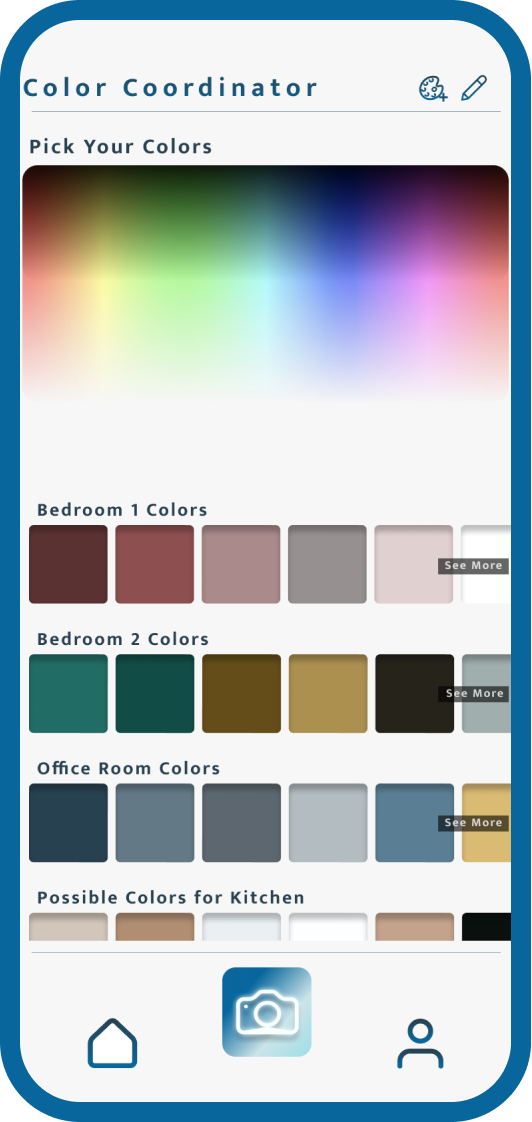 Color Coordinator
Pick Your Colors
Bedroom 1 Colors
See More
Bedroom 2 Colors
See More
Office Room Colors
See More
Possible Colors for Kitchen